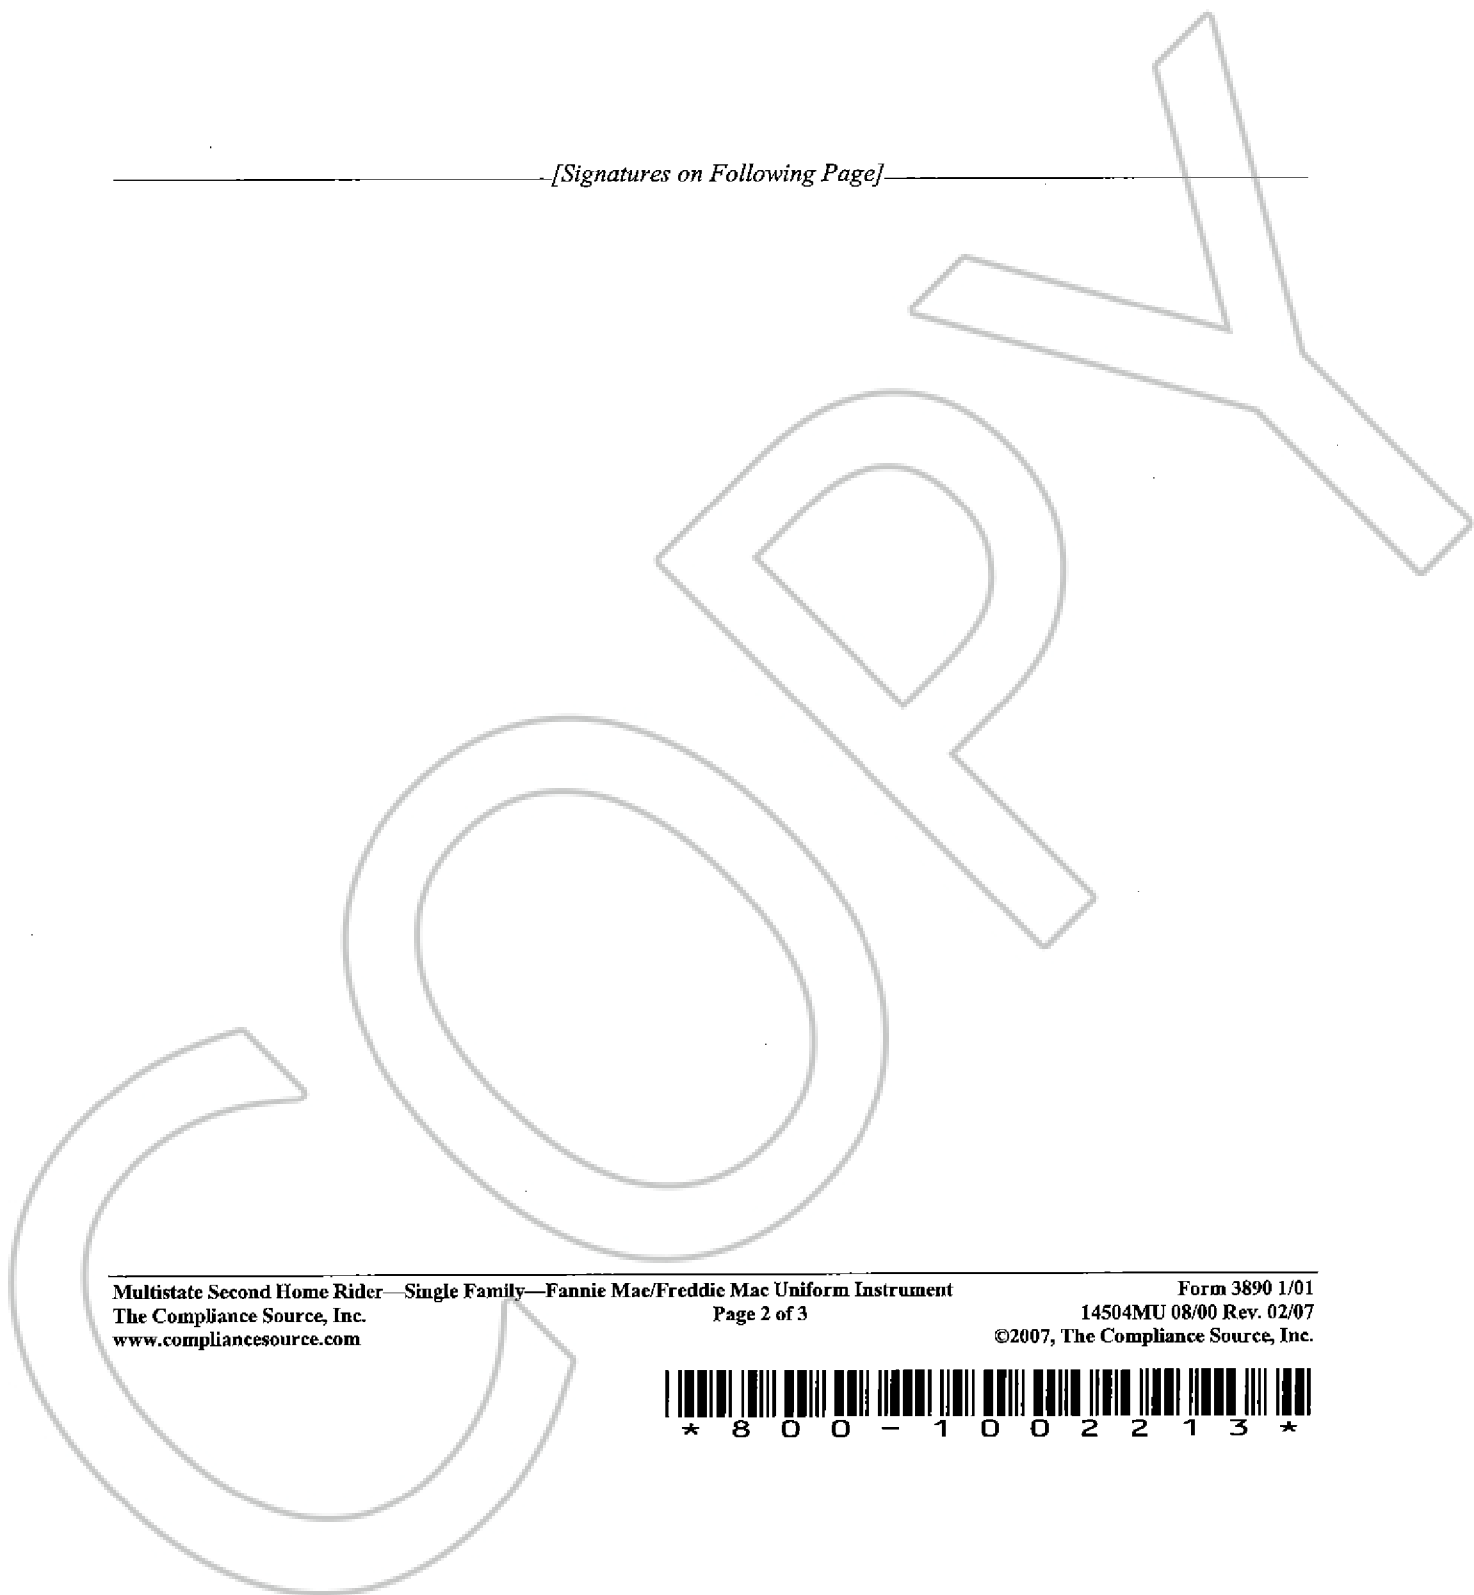 [Signatures on Following Page]
COPY
Multistate Second Home Rider—Single Family—Fannie Mae/Freddie Mac Uniform Instrument
Form 3890 1/01
The Compliance Source, Inc.
Page 2 of 3
14504MU 08/00 Rev. 02/07
www.compliancesource.com
©2007, The Compliance Source, Inc.
*800-1002213*